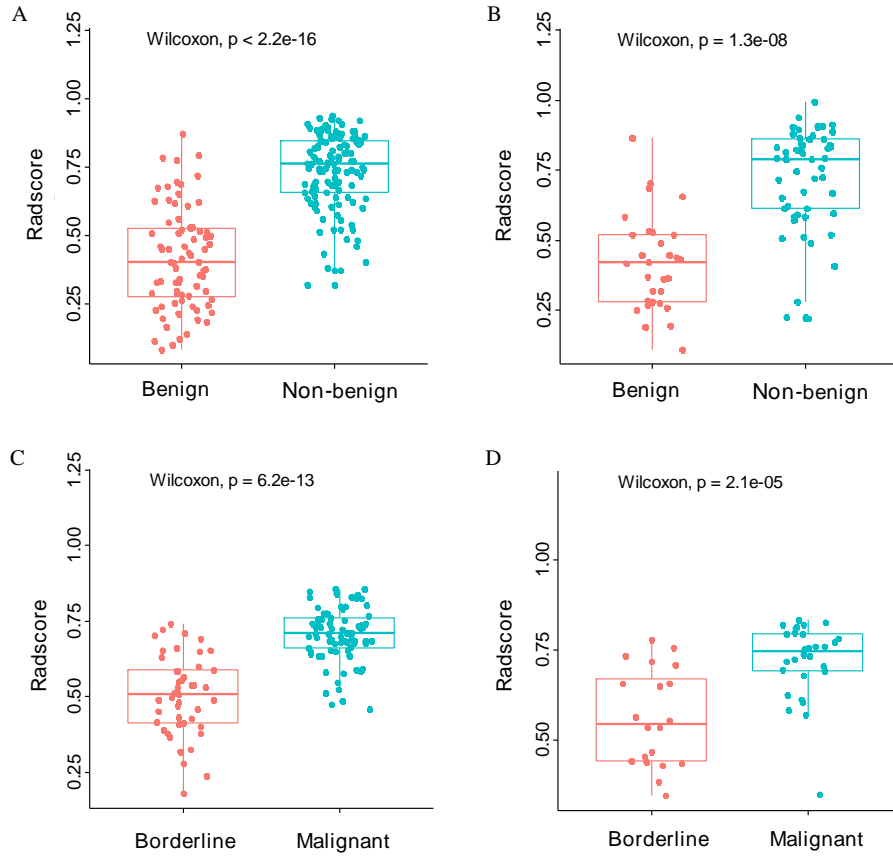 A
Wilcoxon, p < 2.2e-16
Radscore
1.25
1.00
0.75
0.50
0.25
Benign
Non-benign
B
Wilcoxon, p = 1.3e-08
Radscore
1.25
1.00
0.75
0.50
0.25
Benign
Non-benign
C
Wilcoxon, p = 6.2e-13
Radscore
1.25
1.00
0.75
0.50
0.25
Borderline
Malignant
D
Wilcoxon, p = 2.1e-05
Radscore
1.00
0.75
0.50
Borderline
Malignant